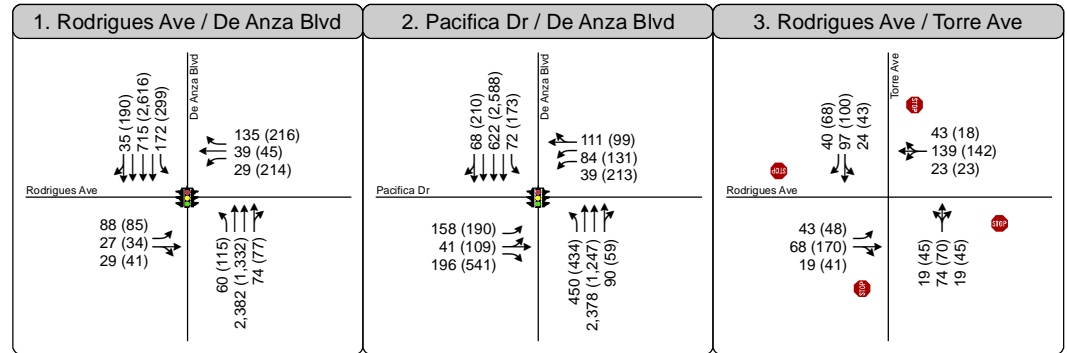 1. Rodrigues Ave / De Anza Blvd
35 (190)
715 (2,616)
172 (299)
De Anza Blvd
135 (216)
39 (45)
29 (214)
Rodrigues Ave
88 (85)
27 (34)
29 (41)
60 (115)
2,382 (1,332)
74 (77)
2. Pacifica Dr / De Anza Blvd
68 (210)
622 (2,588)
72 (173)
De Anza Blvd
111 (99)
84 (131)
39 (213)
Pacifica Dr
158 (190)
41 (109)
196 (541)
450 (434)
2,378 (1,247)
90 (59)
3. Rodrigues Ave / Torre Ave
40 (68)
97 (100)
24 (43)
Torre Ave
STOP
43 (18)
139 (142)
23 (23)
STOP
Rodrigues Ave
STOP
43 (48)
68 (170)
19 (41)
STOP
19 (45)
74 (70)
19 (45)